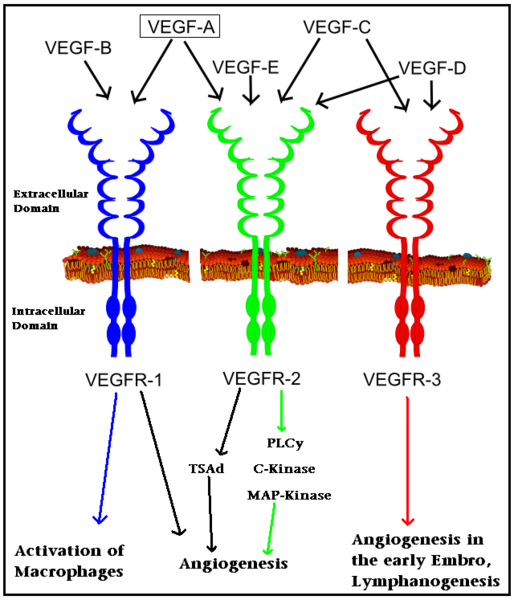 VEGF-A
VEGF-C
VEGF-B
VEGF-E
VEGF-D
Extracellular
Domain
Intracellular
Domain
VEGFR-1
VEGFR-2
VEGFR-3
PLCy
TSAd
C-Kinase
MAP-Kinase
Activation of
Macrophages
Angiogenesis
Angiogenesis in
the early Embro,
Lymphanogenesis